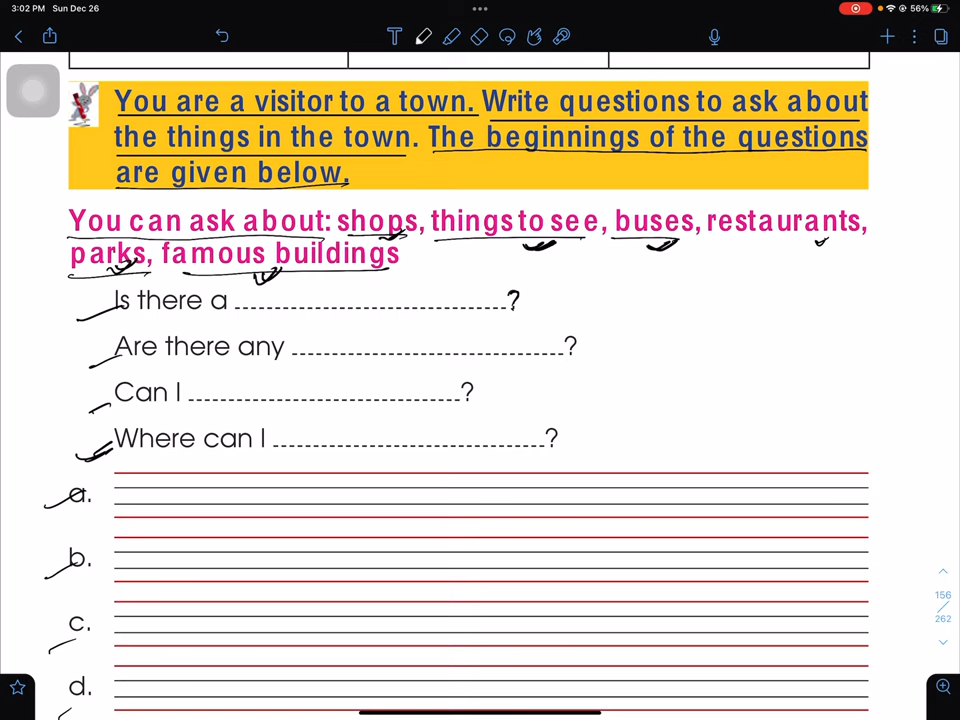 3:02 PM Sun Dec 26
56%
You are a visitor to a town. Write questions to ask about
the things in the town. The beginnings of the questions
are given below.
You can ask about: shops, things to see, buses, restaurants,
parks, famous buildings
Is there a ...................................?
Are there any ...................................?
Can I ...................................?
Where can I ...................................?
a.
b.
c.
d.
156
262